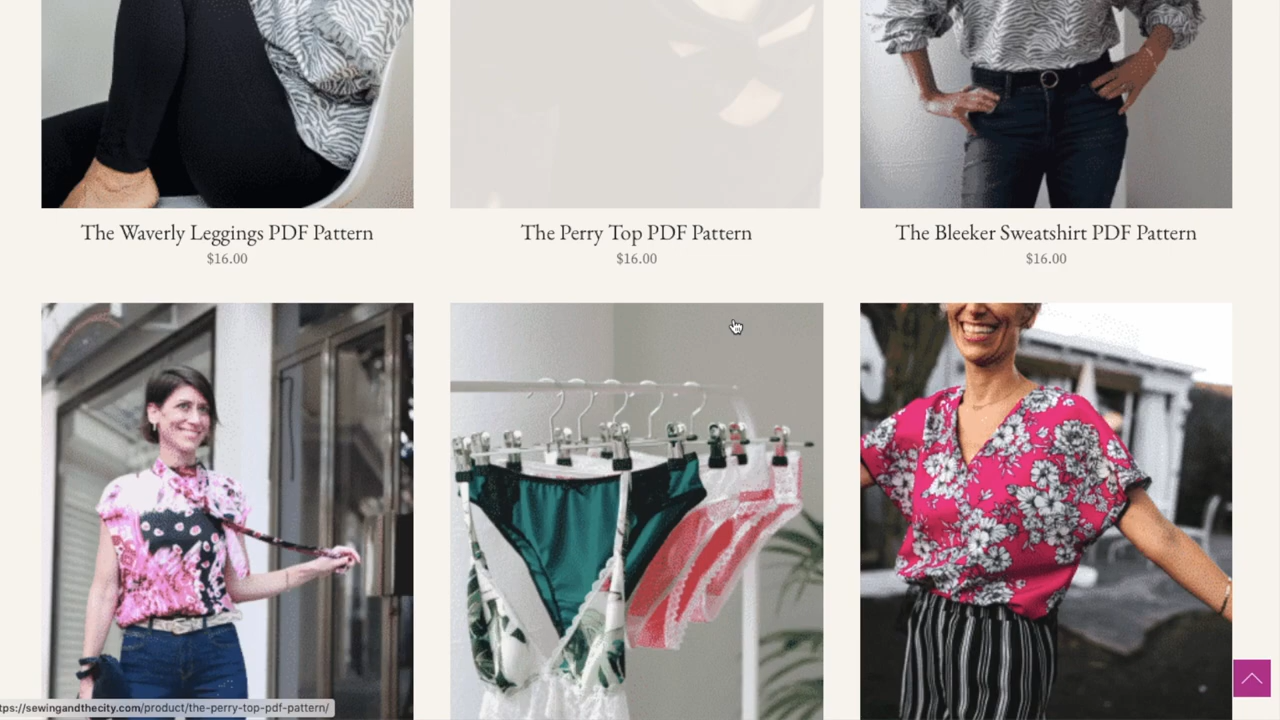 The Waverly Leggings PDF Pattern
$16.00
The Perry Top PDF Pattern
$16.00
The Bleeker Sweatshirt PDF Pattern
$16.00
tps://sewingandthecity.com/product/the-perry-top-pdf-pattern/